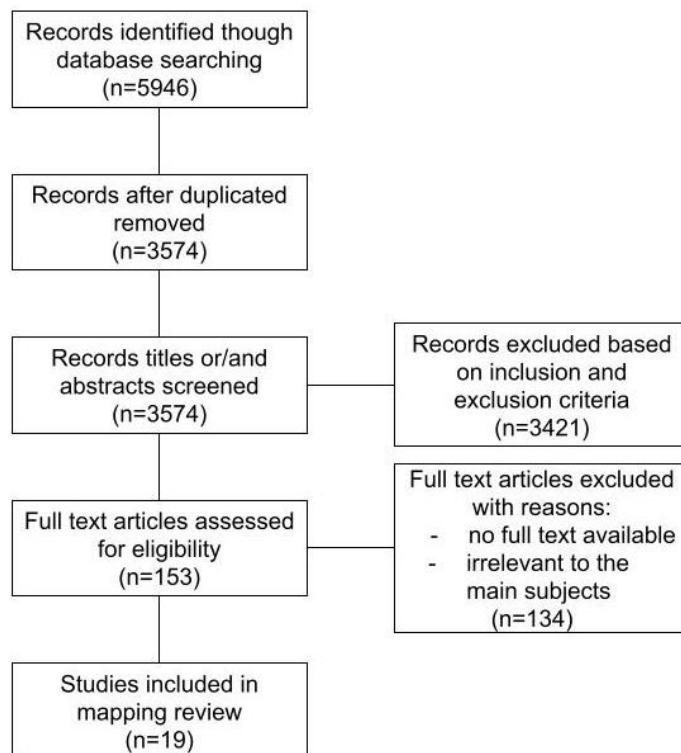 Records identified though
database searching
(n=5946)
Records after duplicated
removed
(n=3574)
Records titles or/and
abstracts screened
(n=3574)
Records excluded based
on inclusion and
exclusion criteria
(n=3421)
Full text articles assessed
for eligibility
(n=153)
Full text articles excluded
with reasons:
- no full text available
- irrelevant to the
main subjects
(n=134)
Studies included in
mapping review
(n=19)